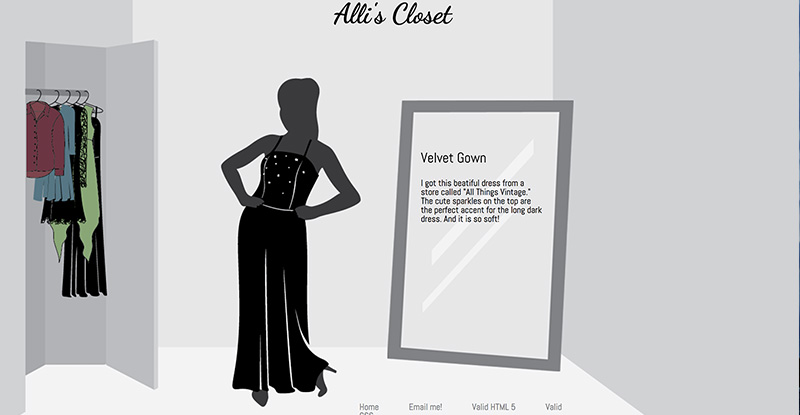 Alli's Closet
Velvet Gown
I got this beatiful dress from a
store called "All Things Vintage."
The cute sparkles on the top are
the perfect accent for the long dark
dress. And it is so soft!
Home Email me! Valid HTML 5 Valid
CSS